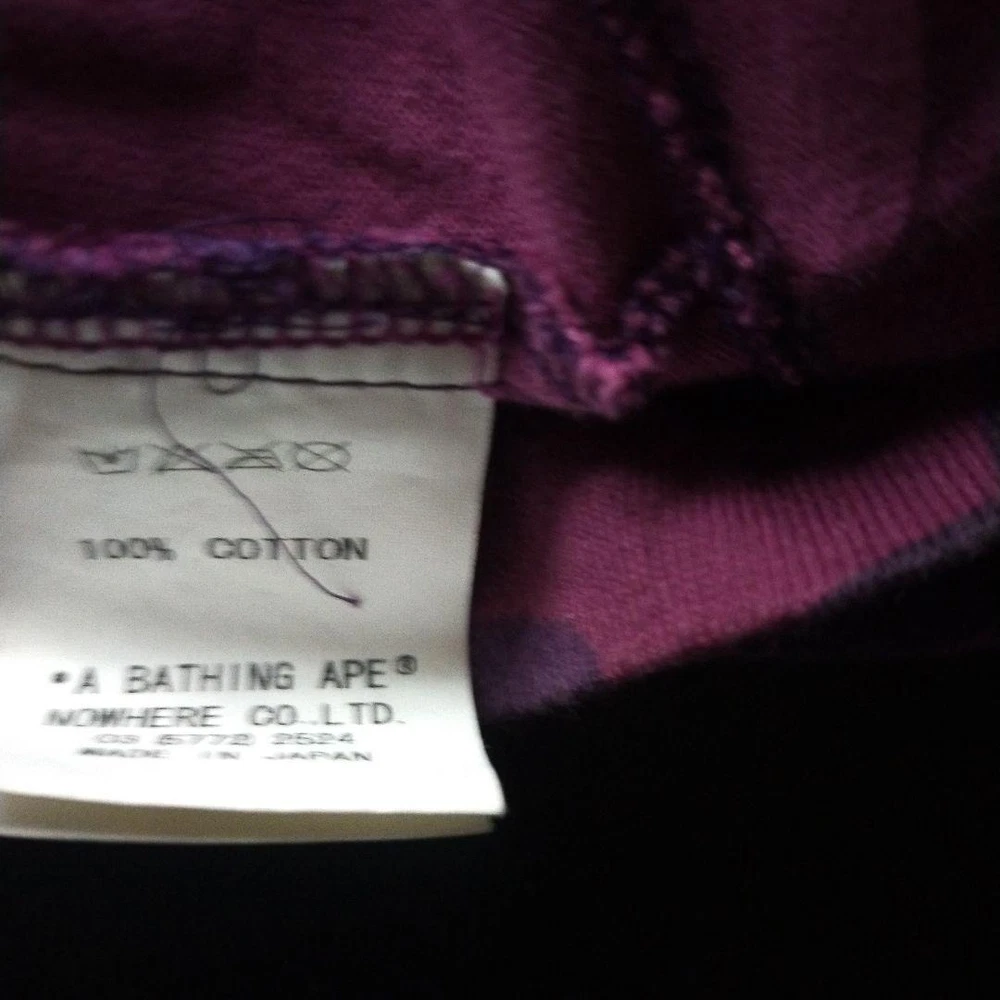 100% COTTON
•A BATHING APE®
NOWHERE CO.,LTD.
03 5772 2524
MADE IN JAPAN